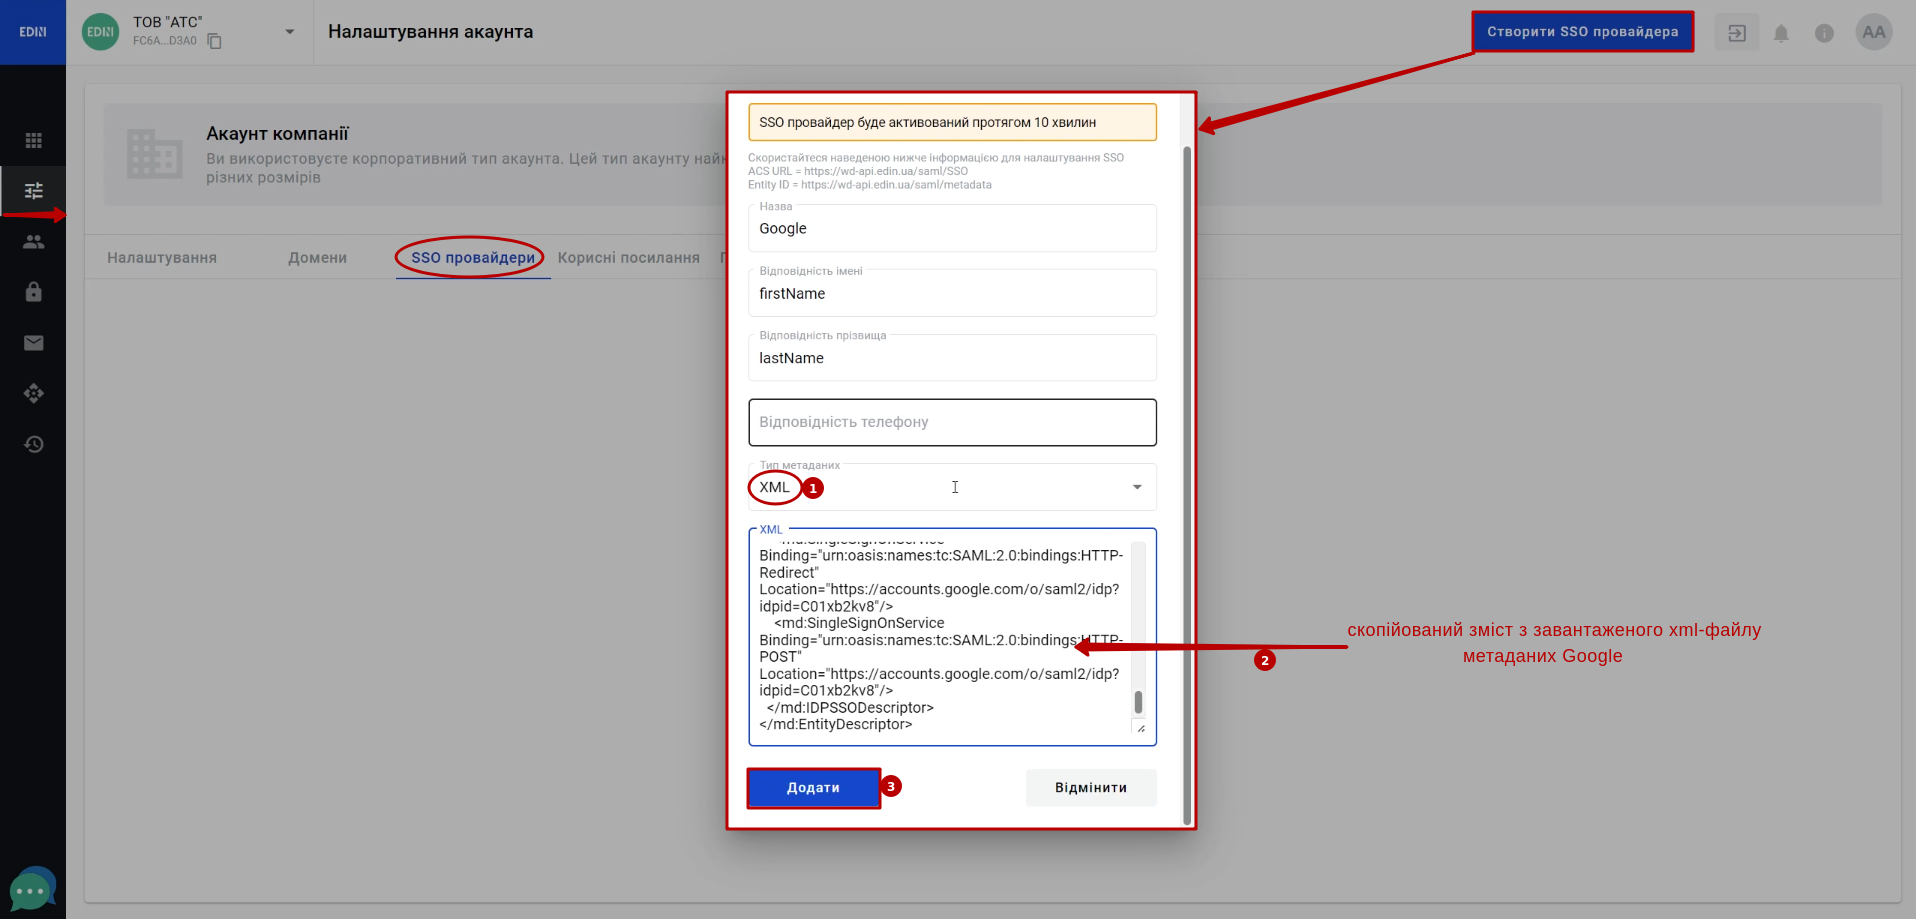 EDIN
EDIN
ТОВ "АТС"
FC6A...D3A0
Налаштування акаунта
Створити SSO провайдера
AA
Акаунт компанії
Ви використовуєте корпоративний тип акаунта. Цей тип акаунту
різних розмірів
Налаштування
Домени
SSO провайдери
Корисні посилання
SSO провайдер буде активований протягом 10 хвилин
Скористайтеся наведеною нижче інформацією для налаштування SSO
ACS URL = https://wd-api.edin.ua/saml/SSO
Entity ID = https://wd-api.edin.ua/saml/metadata
Назва
Google
Відповідність імені
firstName
Відповідність прізвища
lastName
Відповідність телефону
Тип метаданих
XML
1
XML
<md:SingleSignOnService
Binding="urn:oasis:names:tc:SAML:2.0:bindings:HTTP-
Redirect"
Location="https://accounts.google.com/o/saml2/idp?
idpid=C01xb2kv8"/>
<md:SingleSignOnService
Binding="urn:oasis:names:tc:SAML:2.0:bindings:HTTP-
POST"
Location="https://accounts.google.com/o/saml2/idp?
idpid=C01xb2kv8"/>
</md:IDPSSODescriptor>
</md:EntityDescriptor>
скопійований зміст з завантаженого xml-файлу
метаданих Google
2
Додати
3
Відмінити